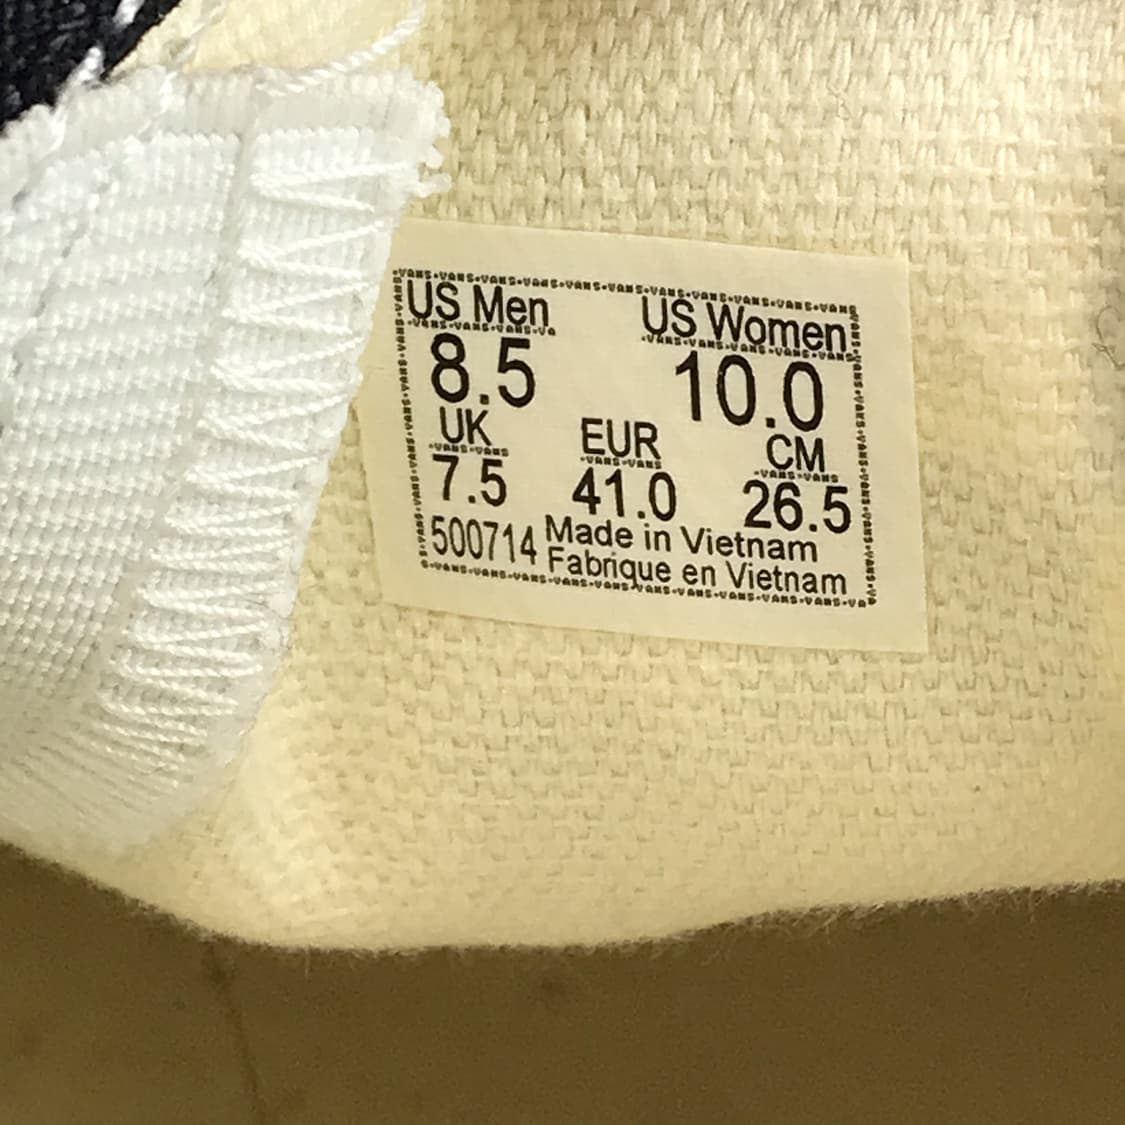 US Men US Women
8.5 10.0
UK EUR CM
7.5 41.0 26.5
500714 Made in Vietnam
Fabrique en Vietnam